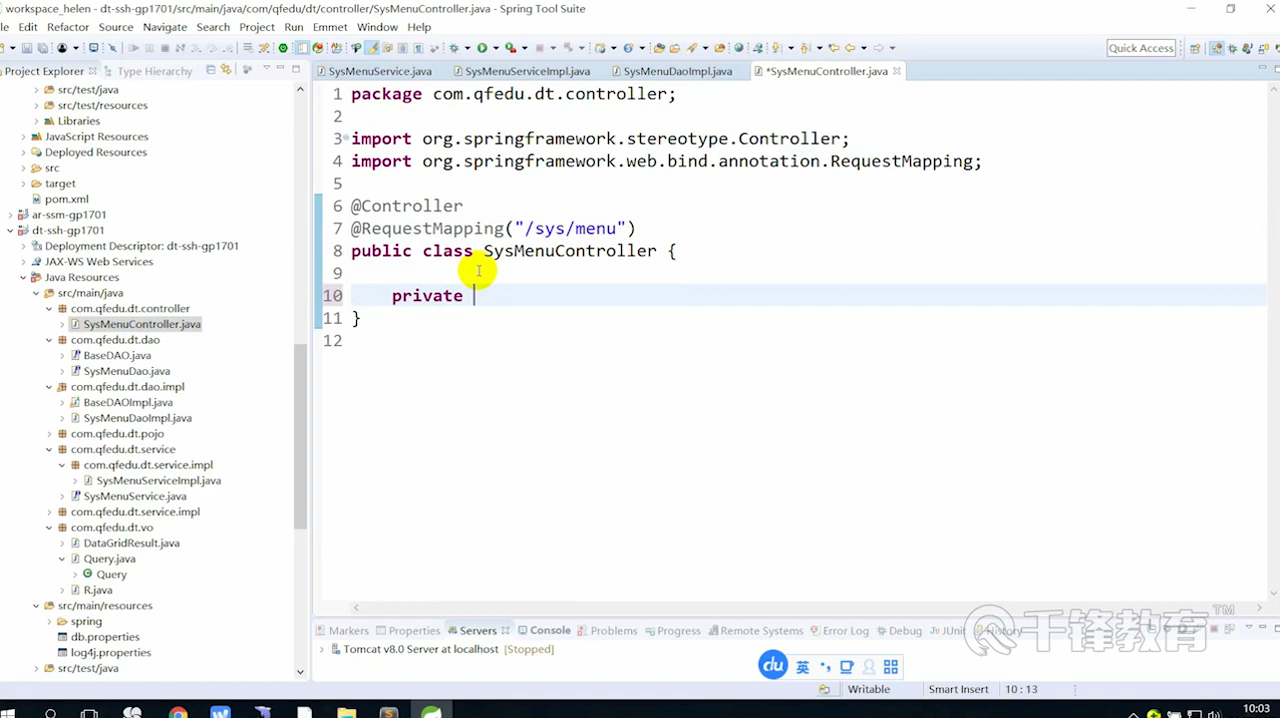 workspace_helen - dt-ssh-gp1701/src/main/java/com/qfedu/dt/controller/SysMenuController.java - Spring Tool Suite
le Edit Refactor Source Navigate Search Project Run Emmet Window Help
Quick Access
Project Explorer Type Hierarchy
SysMenuService.java SysMenuServiceImpl.java SysMenuDaoImpl.java *SysMenuController.java
src/test/java
src/test/resources
Libraries
JavaScript Resources
Deployed Resources
src
target
pom.xml
ar-ssm-gp1701
dt-ssh-gp1701
Deployment Descriptor: dt-ssh-gp1701
JAX-WS Web Services
Java Resources
src/main/java
com.qfedu.dt.controller
SysMenuController.java
com.qfedu.dt.dao
BaseDAO.java
SysMenuDao.java
com.qfedu.dt.dao.impl
BaseDAOImpl.java
SysMenuDaoImpl.java
com.qfedu.dt.pojo
com.qfedu.dt.service
com.qfedu.dt.service.impl
SysMenuServiceImpl.java
SysMenuService.java
com.qfedu.dt.service.impl
com.qfedu.dt.vo
DataGridResult.java
Query.java
Query
R.java
src/main/resources
spring
db.properties
log4j.properties
src/test/java
1 package com.qfedu.dt.controller;
2
3 import org.springframework.stereotype.Controller;
4 import org.springframework.web.bind.annotation.RequestMapping;
5
6 @Controller
7 @RequestMapping("/sys/menu")
8 public class SysMenuController {
9
10 private
11 }
12
千锋教育 TM
Markers Properties Servers Console Problems Progress Remote Systems Error Log Debug JUnit History
Tomcat v8.0 Server at localhost [Stopped]
du 英
Writable Smart Insert 10 : 13
10:03